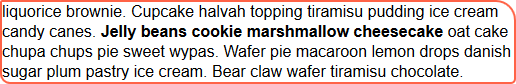 liquorice brownie. Cupcake halvah topping tiramisu pudding ice cream
candy canes. Jelly beans cookie marshmallow cheesecake oat cake
chupa chups pie sweet wypas. Wafer pie macaroon lemon drops danish
sugar plum pastry ice cream. Bear claw wafer tiramisu chocolate.